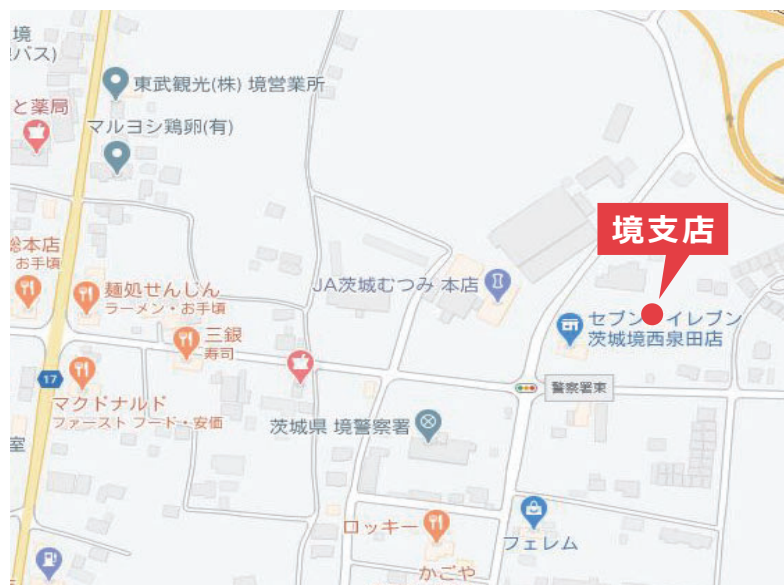 境
バス)
東武観光(株) 境営業所
と薬局
マルヨシ鶏卵(有)
境支店
総本店
お手頃
麺処せんじん
ラーメン・お手頃
JA茨城むつみ 本店
三銀
寿司
セブン イレブン
茨城境西泉田店
17
警察署東
マクドナルド
ファースト フード・安価
茨城県 境警察署
室
ロッキー
フェレム
かごや